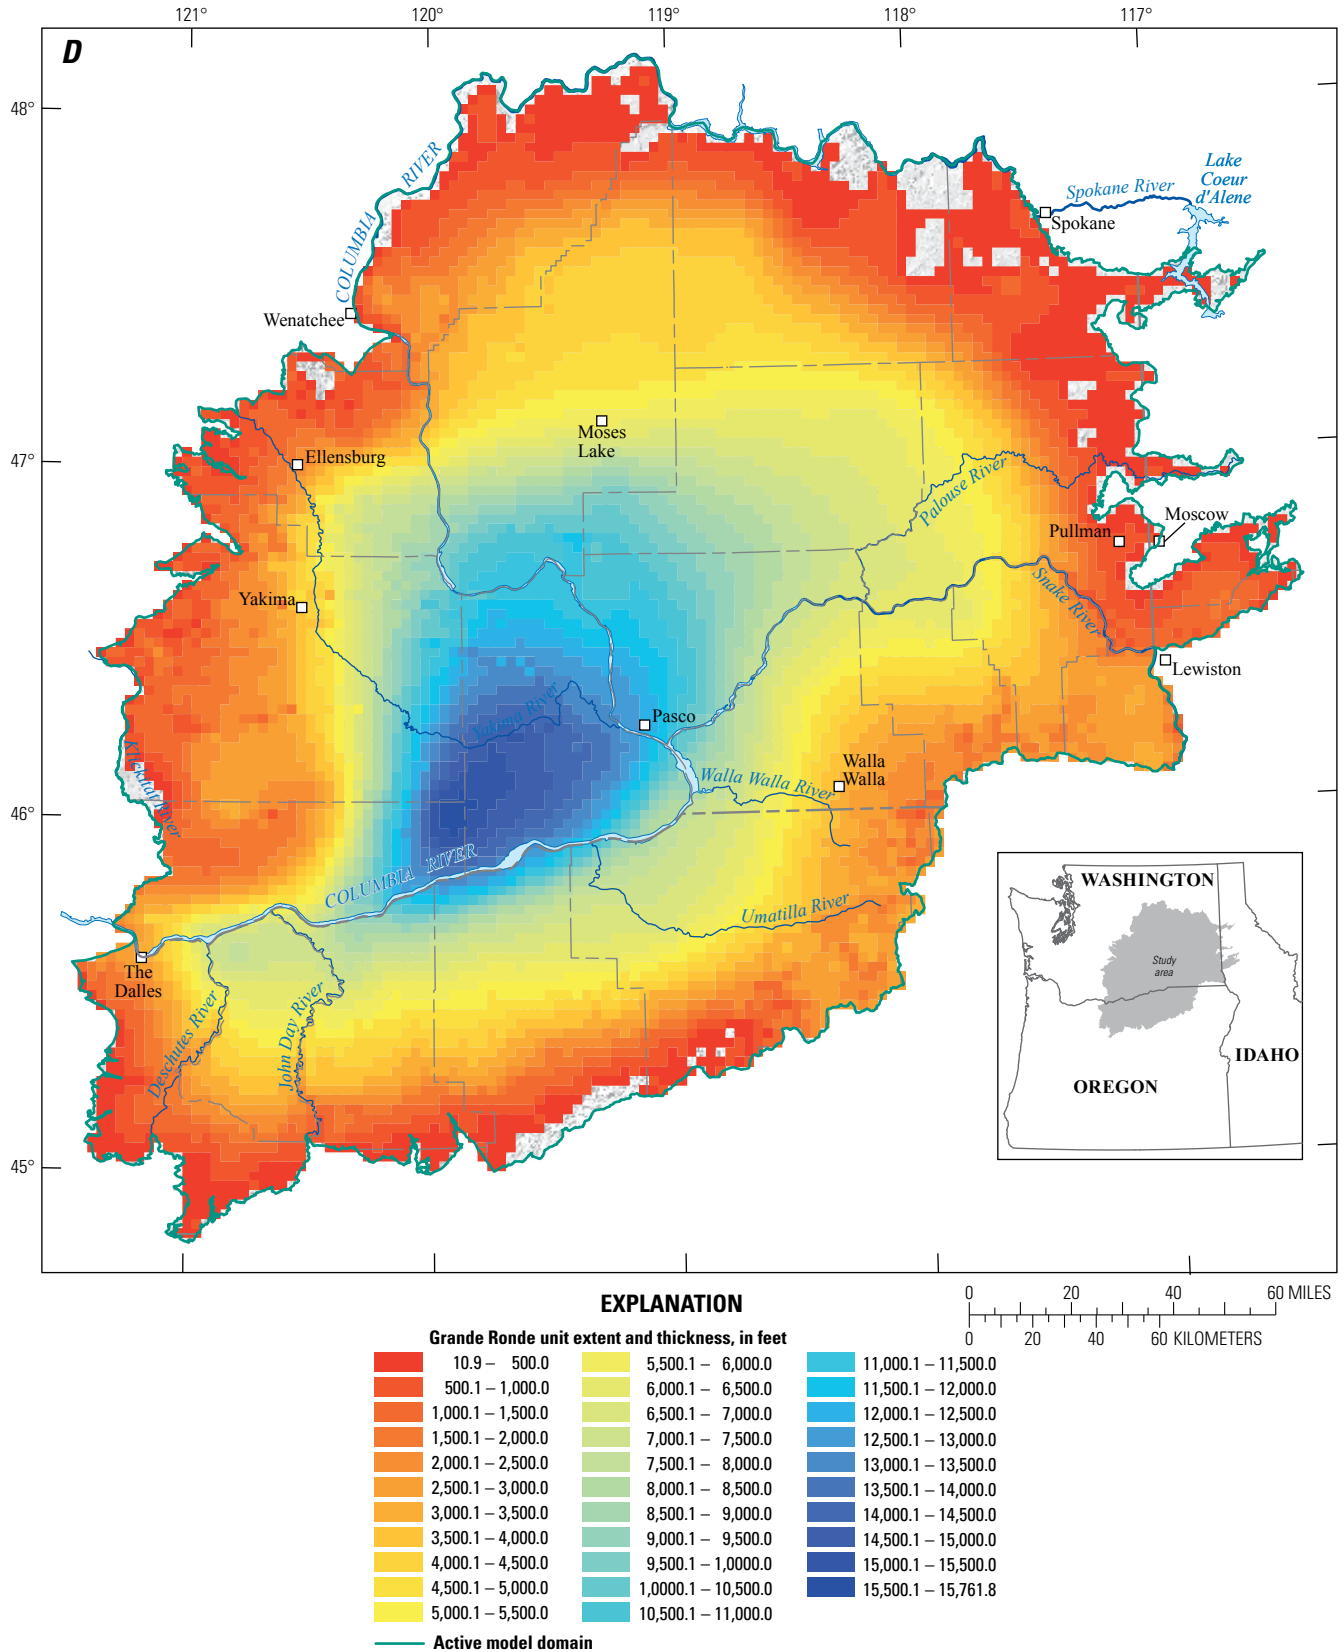 121°
120°
119°
118°
117°
D
48°
47°
46°
45°
COLUMBIA RIVER
Lake
Coeur
d'Alene
Spokane River
Spokane
Wenatchee
Moses
Lake
Ellensburg
Palouse River
Moscow
Pullman
Snake River
Yakima
Lewiston
Yakima River
Pasco
Klickitat River
Walla
Walla
Walla Walla River
COLUMBIA RIVER
Umatilla River
The
Dalles
Deschutes River
John Day River
WASHINGTON
Study
area
IDAHO
OREGON
0 20 40 60 MILES
0 20 40 60 KILOMETERS
EXPLANATION
Grande Ronde unit extent and thickness, in feet
10.9 – 500.0
500.1 – 1,000.0
1,000.1 – 1,500.0
1,500.1 – 2,000.0
2,000.1 – 2,500.0
2,500.1 – 3,000.0
3,000.1 – 3,500.0
3,500.1 – 4,000.0
4,000.1 – 4,500.0
4,500.1 – 5,000.0
5,000.1 – 5,500.0
5,500.1 – 6,000.0
6,000.1 – 6,500.0
6,500.1 – 7,000.0
7,000.1 – 7,500.0
7,500.1 – 8,000.0
8,000.1 – 8,500.0
8,500.1 – 9,000.0
9,000.1 – 9,500.0
9,500.1 – 1,0000.0
1,0000.1 – 10,500.0
10,500.1 – 11,000.0
11,000.1 – 11,500.0
11,500.1 – 12,000.0
12,000.1 – 12,500.0
12,500.1 – 13,000.0
13,000.1 – 13,500.0
13,500.1 – 14,000.0
14,000.1 – 14,500.0
14,500.1 – 15,000.0
15,000.1 – 15,500.0
15,500.1 – 15,761.8
Active model domain